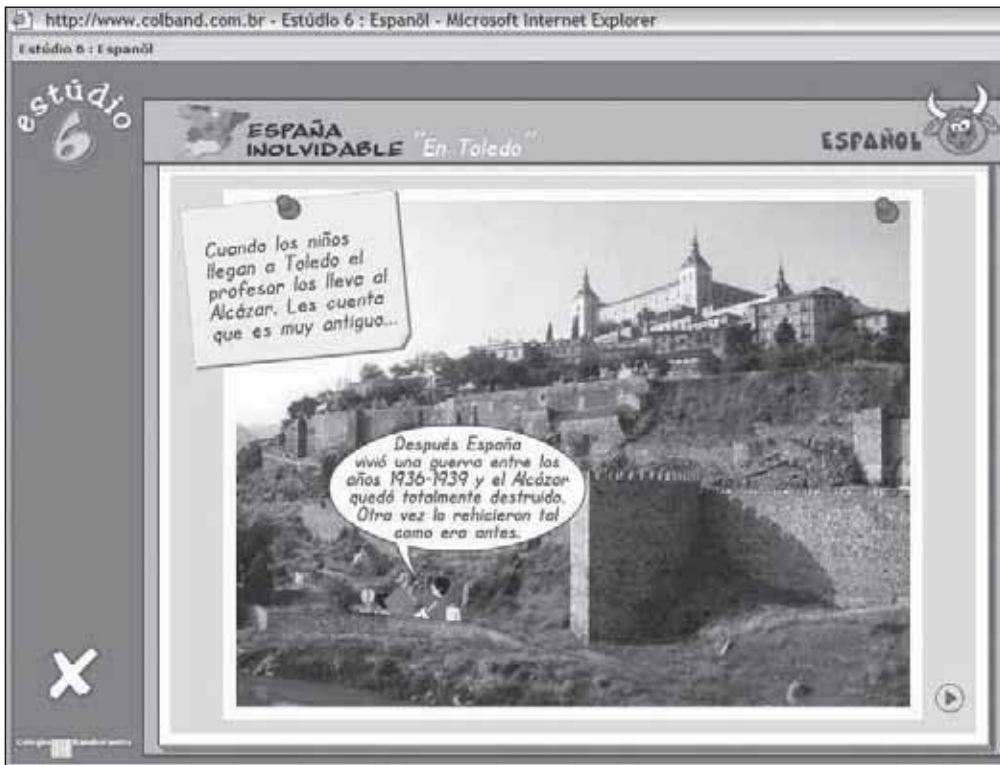 http://www.colband.com.br - Estúdio 6 : Espanõl - Microsoft Internet Explorer
Estúdio 6 : Espanõl
estúdio
6
ESPAÑA
INOLVIDABLE "En Toledo"
ESPAÑOL
Cuando los niños
llegan a Toledo el
profesor los lleva al
Alcázar. Les cuenta
que es muy antiguo...
Después España
vivió una guerra entre los
años 1936-1939 y el Alcázar
quedó totalmente destruido.
Otra vez lo rehicieron tal
como era antes.